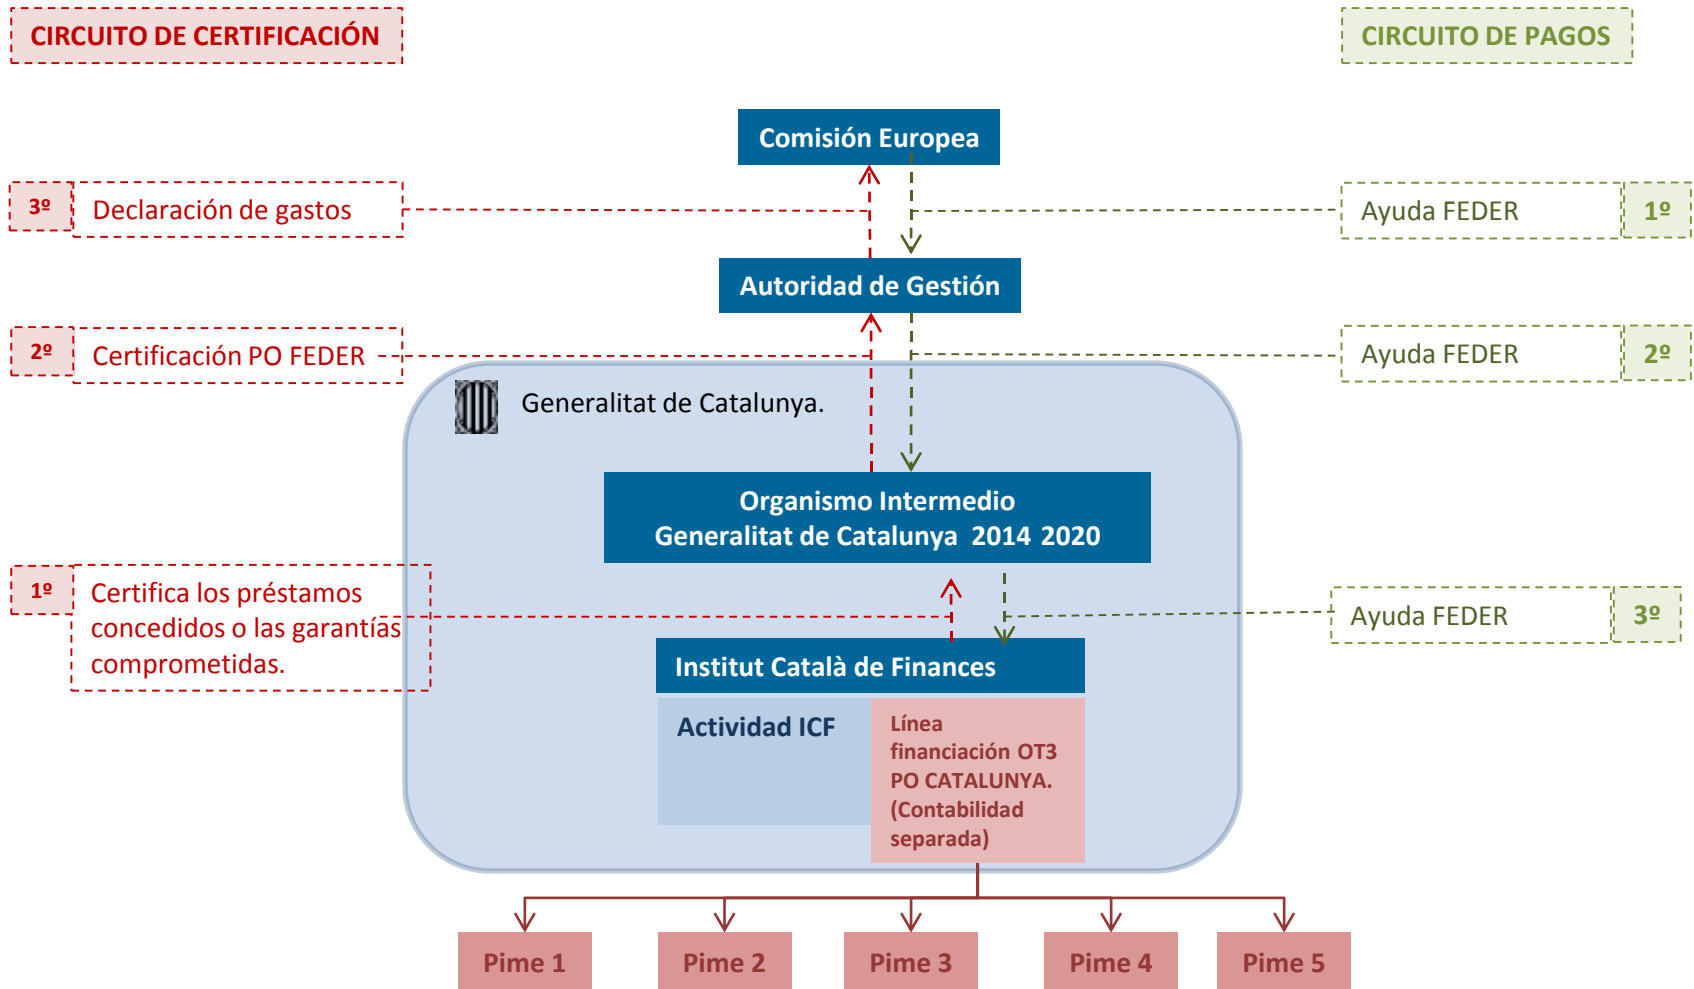 CIRCUITO DE CERTIFICACIÓN
CIRCUITO DE PAGOS
Comisión Europea
3º
Declaración de gastos
Ayuda FEDER
1º
Autoridad de Gestión
2º
Certificación PO FEDER
Ayuda FEDER
2º
Generalitat de Catalunya.
Organismo Intermedio
Generalitat de Catalunya 2014 2020
1º
Certifica los préstamos
concedidos o las garantías
comprometidas.
Ayuda FEDER
3º
Institut Català de Finances
Actividad ICF
Línea
financiación OT3
PO CATALUNYA.
(Contabilidad
separada)
Pime 1
Pime 2
Pime 3
Pime 4
Pime 5